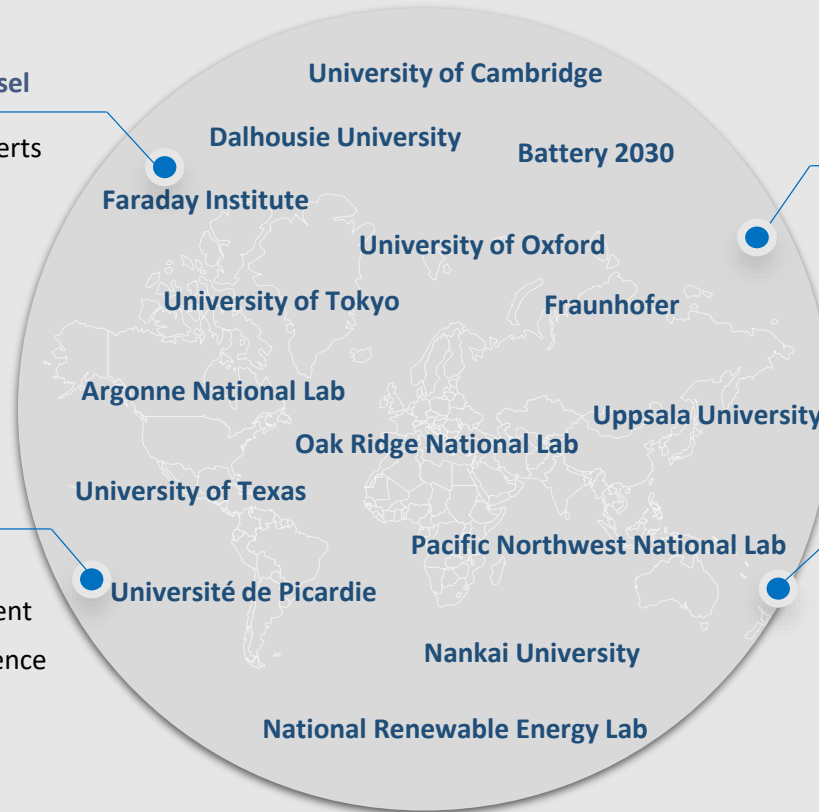 University of Cambridge
sel
Dalhousie University
erts
Battery 2030
Faraday Institute
University of Oxford
University of Tokyo
Fraunhofer
Argonne National Lab
Uppsala University
Oak Ridge National Lab
University of Texas
Pacific Northwest National Lab
Université de Picardie
ent
Nankai University
ence
National Renewable Energy Lab